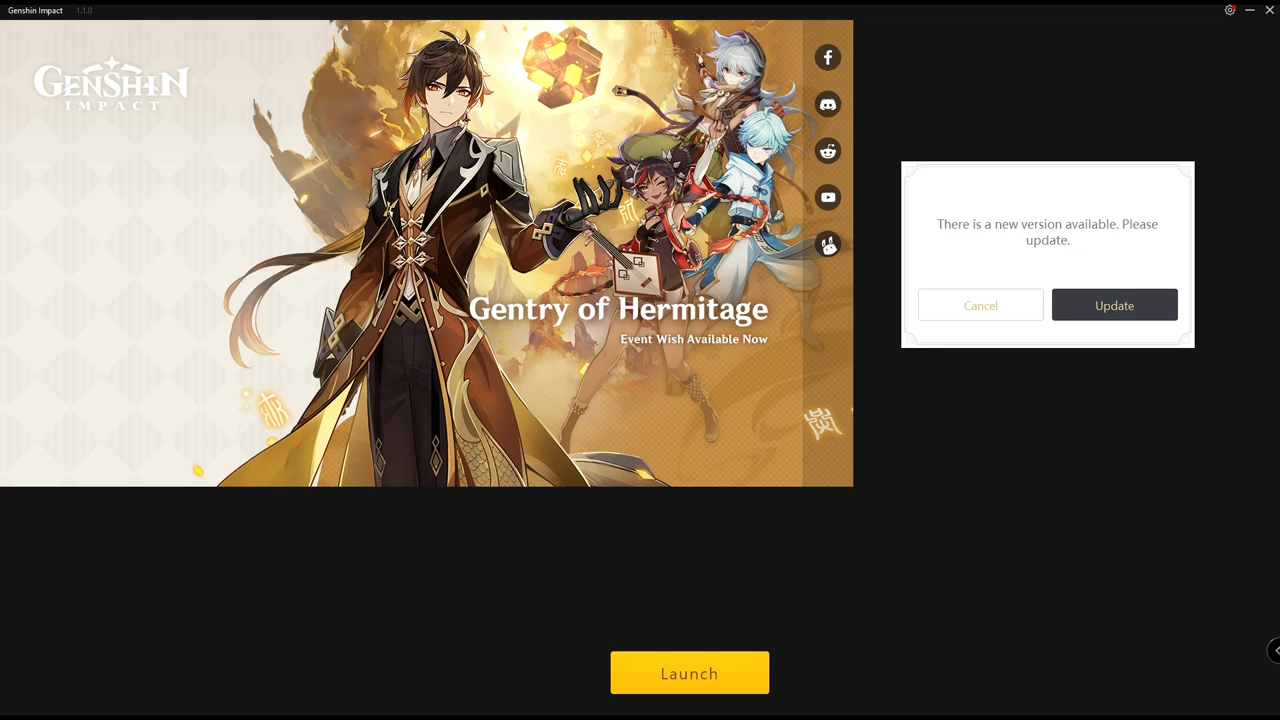 Genshin Impact 1.1.0
GENSHIN
IMPACT
There is a new version available. Please
update.
Cancel
Update
Gentry of Hermitage
Event Wish Available Now
Launch